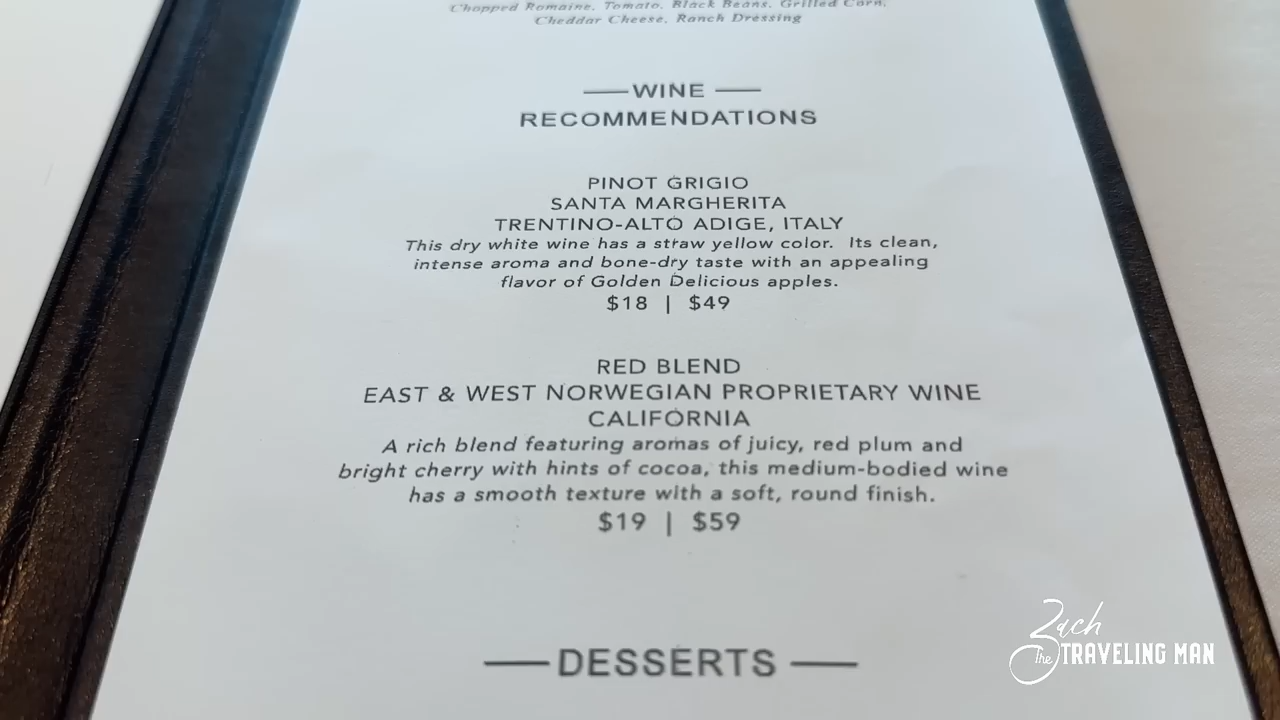 Chopped Romaine, Tomato, Black Beans, Grilled Corn,
Cheddar Cheese, Ranch Dressing
WINE
RECOMMENDATIONS
PINOT GRIGIO
SANTA MARGHERITA
TRENTINO-ALTO ADIGE, ITALY
This dry white wine has a straw yellow color. Its clean,
intense aroma and bone-dry taste with an appealing
flavor of Golden Delicious apples.
$18 | $49
RED BLEND
EAST & WEST NORWEGIAN PROPRIETARY WINE
CALIFORNIA
A rich blend featuring aromas of juicy, red plum and
bright cherry with hints of cocoa, this medium-bodied wine
has a smooth texture with a soft, round finish.
$19 | $59
DESSERTS
Zach
The TRAVELING MAN